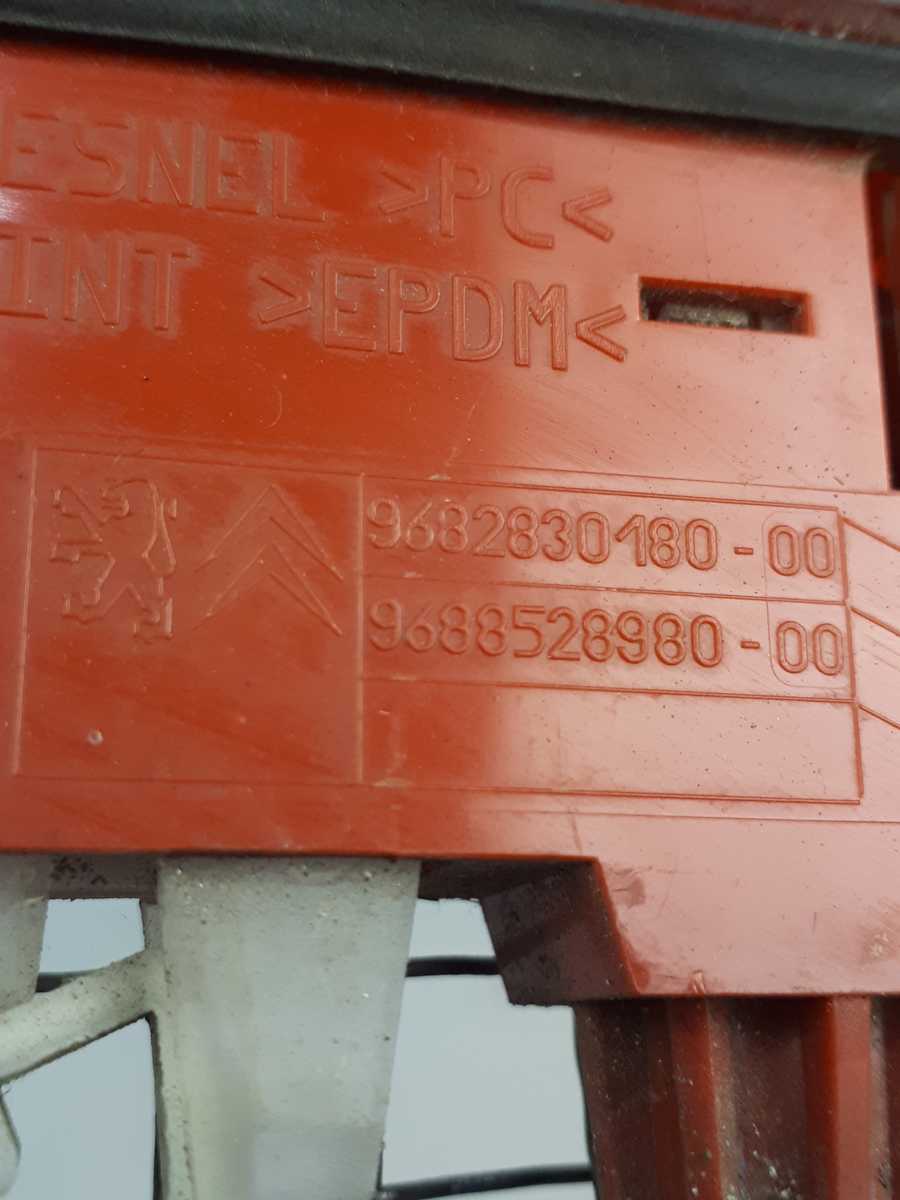 ESNEL >PC<
INT >EPDM<
9682830180-00
9688528980-00